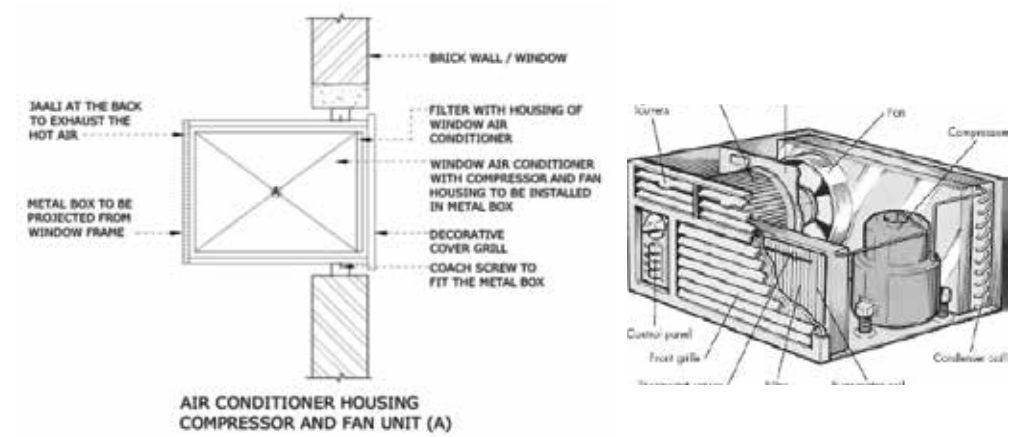 BRICK WALL / WINDOW
JAALI AT THE BACK
TO EXHAUST THE
HOT AIR
FILTER WITH HOUSING OF
WINDOW AIR
CONDITIONER
WINDOW AIR CONDITIONER
WITH COMPRESSOR AND FAN
HOUSING TO BE INSTALLED
IN METAL BOX
A
METAL BOX TO BE
PROJECTED FROM
WINDOW FRAME
DECORATIVE
COVER GRILL
COACH SCREW TO
FIT THE METAL BOX
AIR CONDITIONER HOUSING
COMPRESSOR AND FAN UNIT (A)
Louvers
Fan
Compressor
Control panel
Front grille
Condenser coil